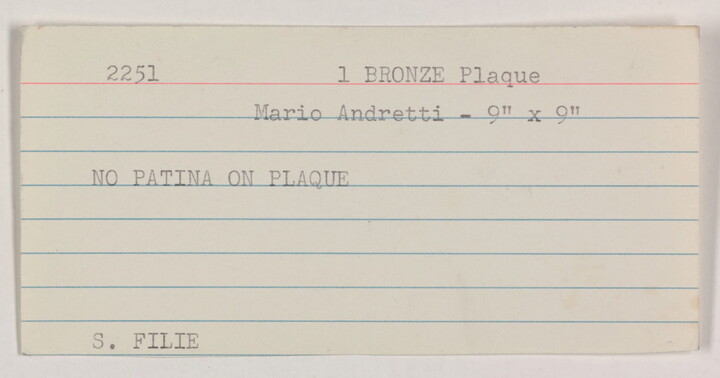 2251 1 BRONZE Plaque
Mario Andretti - 9" x 9"
NO PATINA ON PLAQUE
S. FILIE